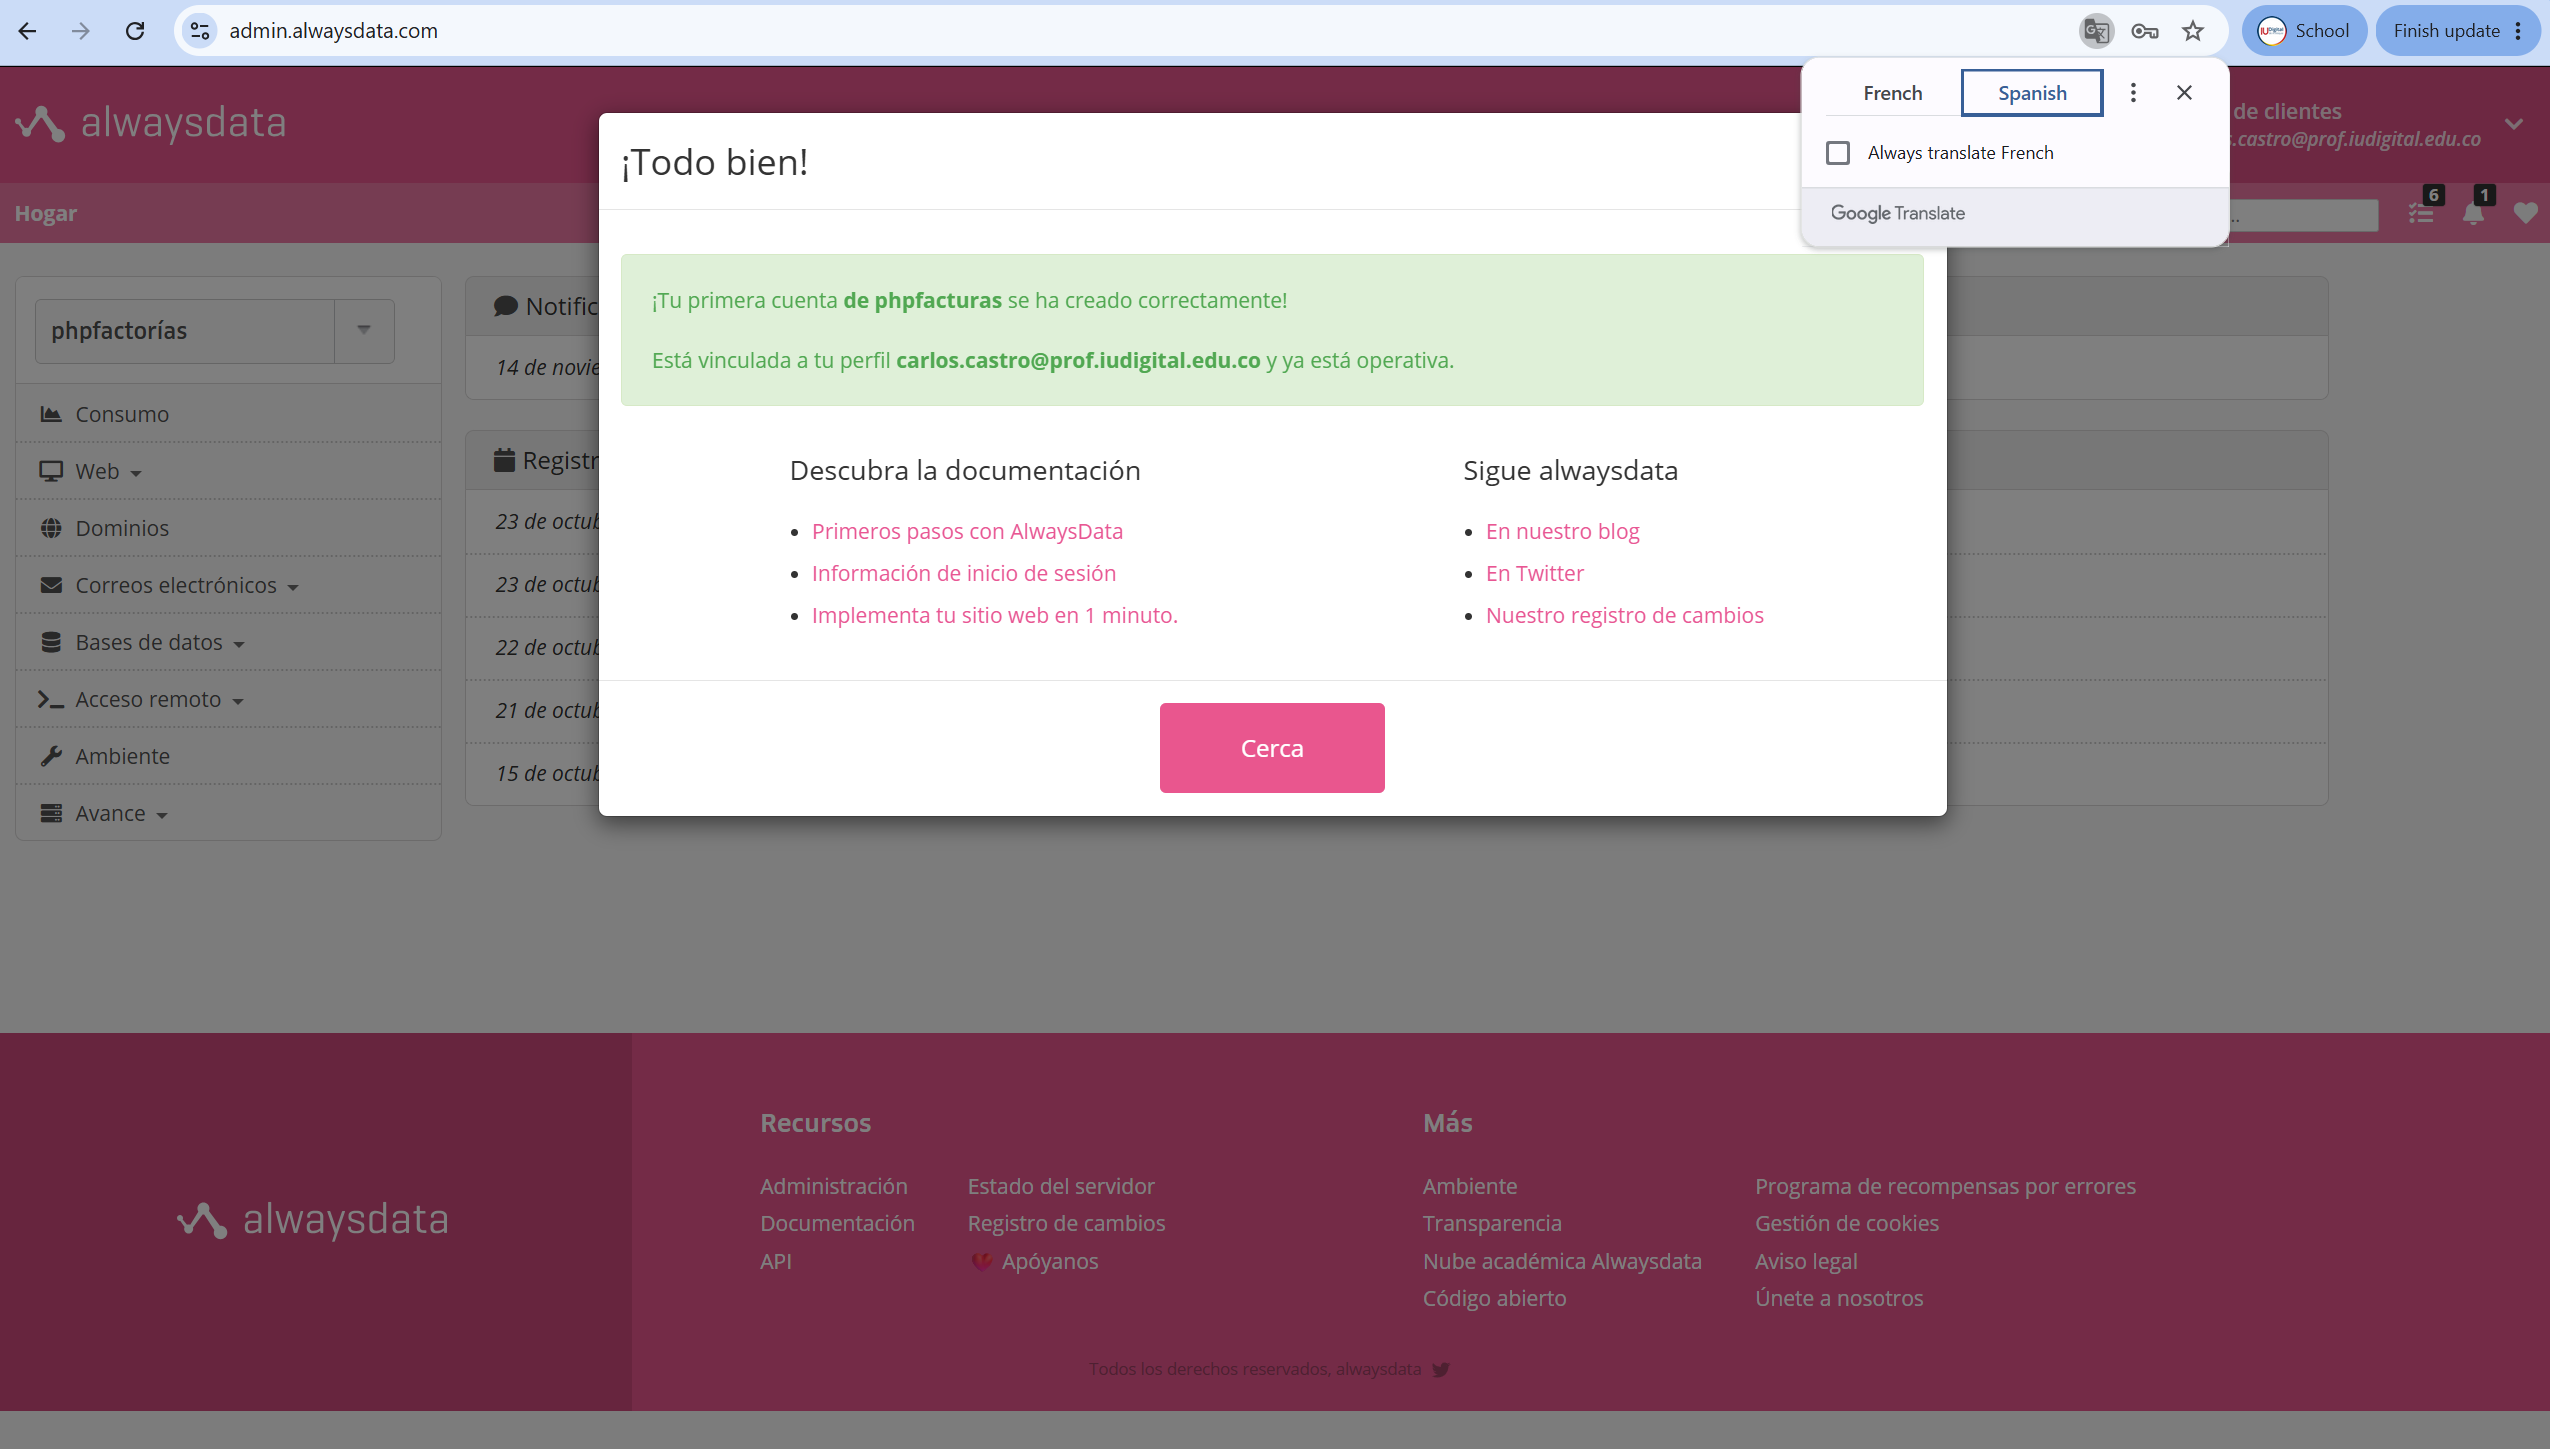 admin.alwaysdata.com
School
Finish update
French
Spanish
Always translate French
Google Translate
alwaysdata
de clientes
.castro@prof.iudigital.edu.co
Hogar
6
1
¡Todo bien!
¡Tu primera cuenta de phpfacturas se ha creado correctamente!
Está vinculada a tu perfil carlos.castro@prof.iudigital.edu.co y ya está operativa.
Descubra la documentación
Primeros pasos con AlwaysData
Información de inicio de sesión
Implementa tu sitio web en 1 minuto.
Sigue alwaysdata
En nuestro blog
En Twitter
Nuestro registro de cambios
Cerca
phpfactorías
Consumo
Web
Dominios
Correos electrónicos
Bases de datos
Acceso remoto
Ambiente
Avance
Notific
14 de novie
Registr
23 de octub
23 de octub
22 de octub
21 de octub
15 de octub
alwaysdata
Recursos
Administración
Documentación
API
Estado del servidor
Registro de cambios
Apóyanos
Más
Ambiente
Transparencia
Nube académica Alwaysdata
Código abierto
Programa de recompensas por errores
Gestión de cookies
Aviso legal
Únete a nosotros
Todos los derechos reservados, alwaysdata